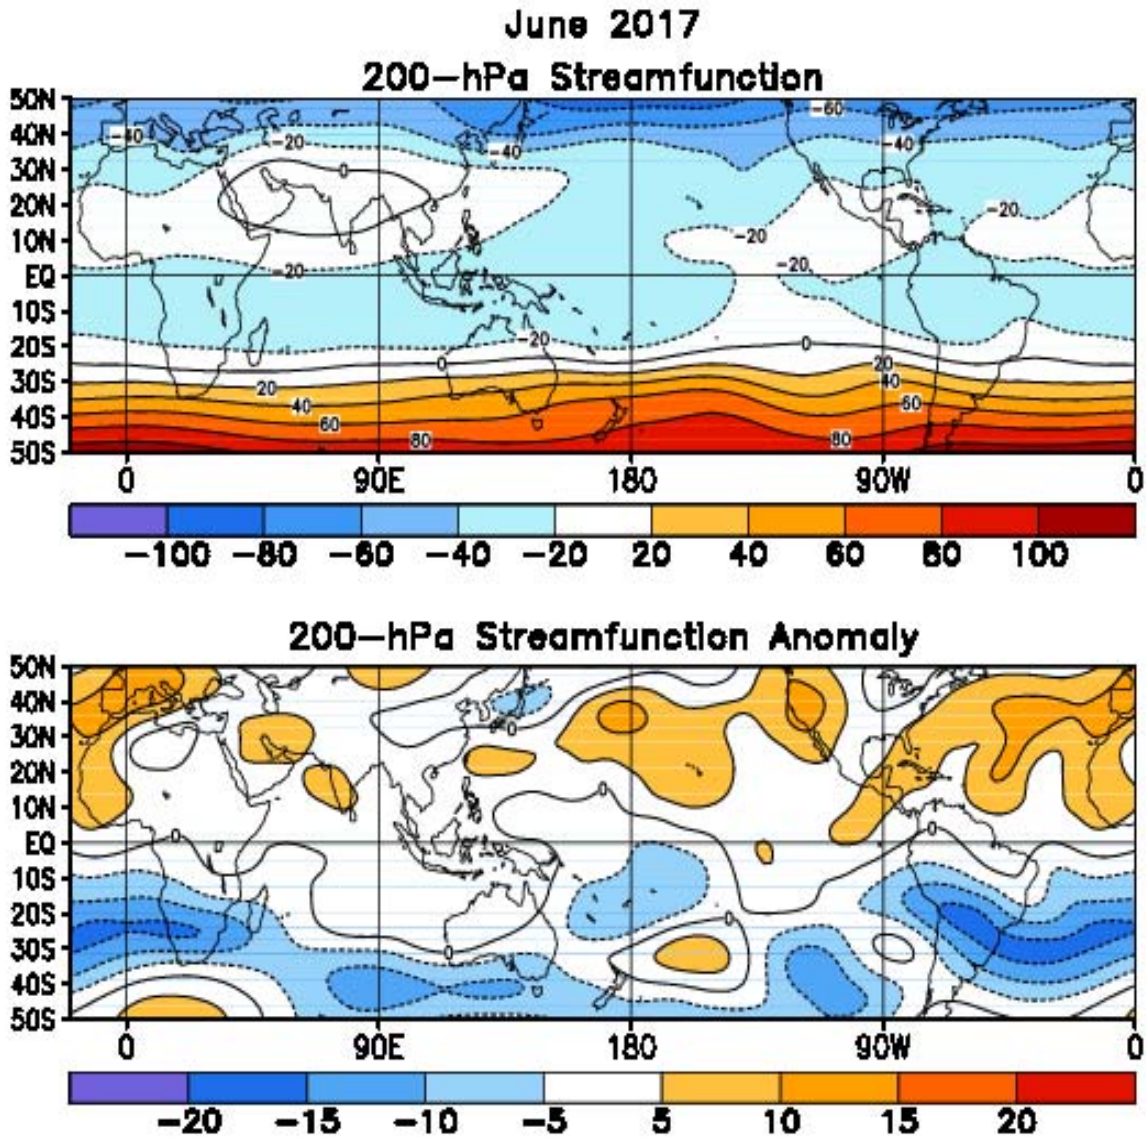 June 2017
200-hPa Streamfunction
50N
40N
30N
20N
10N
EQ
10S
20S
30S
40S
50S
-60
-40
-20
-40
-40
0
-20
-20
-20
-20
-20
0
0
20
20
40
40
60
60
80
80
0 90E 180 90W 0
-100 -80 -60 -40 -20 20 40 60 80 100
200-hPa Streamfunction Anomaly
50N
40N
30N
20N
10N
EQ
10S
20S
30S
40S
50S
0
0
0
0
0
0
0 90E 180 90W 0
-20 -15 -10 -5 5 10 15 20